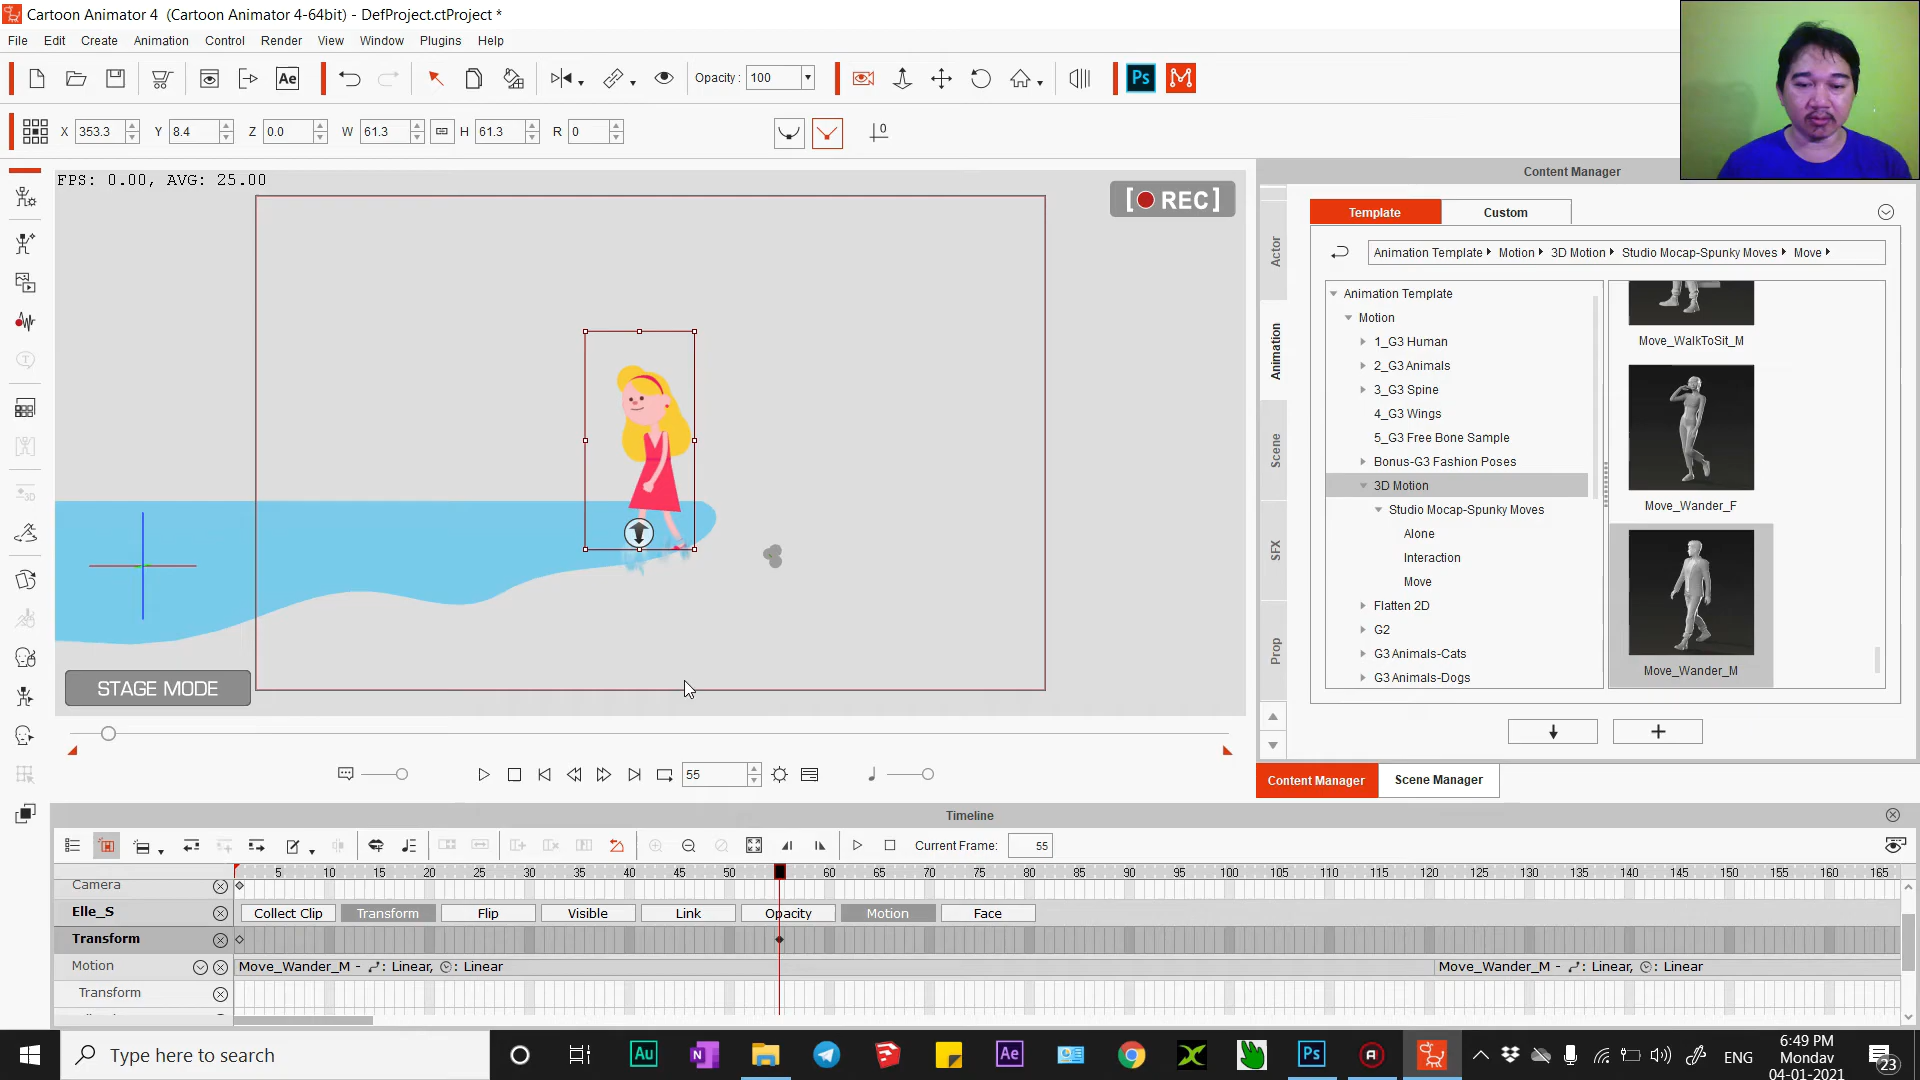 Cartoon Animator 4  (Cartoon Animator 4-64bit) - DefProject.ctProject *
File Edit Create Animation Control Render View Window Plugins Help
Ae Opacity : 100 Ps
X 353.3 Y 8.4 Z 0.0 W 61.3 H 61.3 R 0 0
Content Manager
FPS: 0.00, AVG: 25.00
[ REC ]
STAGE MODE
Template Custom
Animation Template Motion 3D Motion Studio Mocap-Spunky Moves Move
Actor
Animation
Scene
SFX
Prop
Animation Template
Motion
1_G3 Human
2_G3 Animals
3_G3 Spine
4_G3 Wings
5_G3 Free Bone Sample
Bonus-G3 Fashion Poses
3D Motion
Studio Mocap-Spunky Moves
Alone
Interaction
Move
Flatten 2D
G2
G3 Animals-Cats
G3 Animals-Dogs
Move_WalkToSit_M
Move_Wander_F
Move_Wander_M
55
Content Manager Scene Manager
Timeline
Current Frame: 55
5 10 15 20 25 30 35 40 45 50 60 65 70 75 80 85 90 95 100 105 110 115 120 125 130 135 140 145 150 155 160 165
Camera
Elle_S Collect Clip Transform Flip Visible Link Opacity Motion Face
Transform
Motion Move_Wander_M - : Linear, : Linear Move_Wander_M - : Linear, : Linear
Transform
Type here to search
Au N Ae Ps
ENG
6:49 PM
Monday
04-01-2021
23